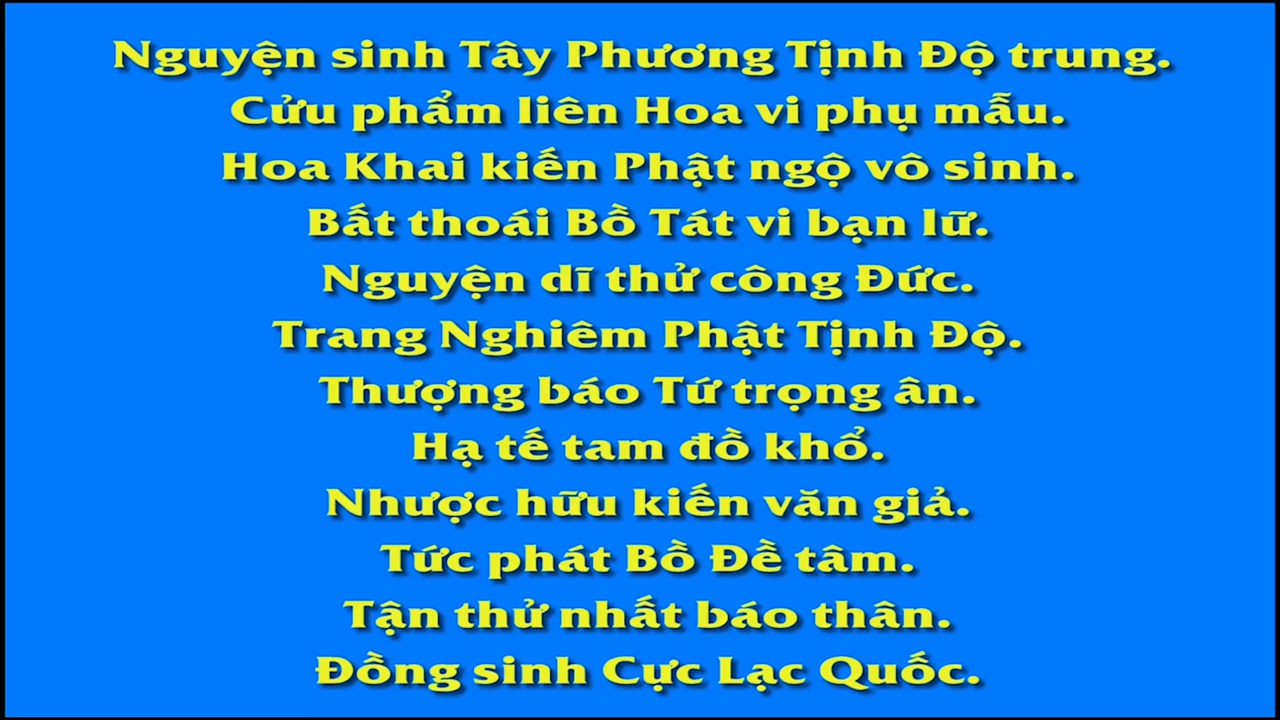 Nguyện sinh Tây Phương Tịnh Độ trung.
Cửu phẩm liên Hoa vi phụ mẫu.
Hoa Khai kiến Phật ngộ vô sinh.
Bất thoái Bồ Tát vi bạn lữ.
Nguyện dĩ thử công Đức.
Trang Nghiêm Phật Tịnh Độ.
Thượng báo Tứ trọng ân.
Hạ tế tam đồ khổ.
Nhược hữu kiến văn giả.
Tức phát Bồ Đề tâm.
Tận thử nhất báo thân.
Đồng sinh Cực Lạc Quốc.